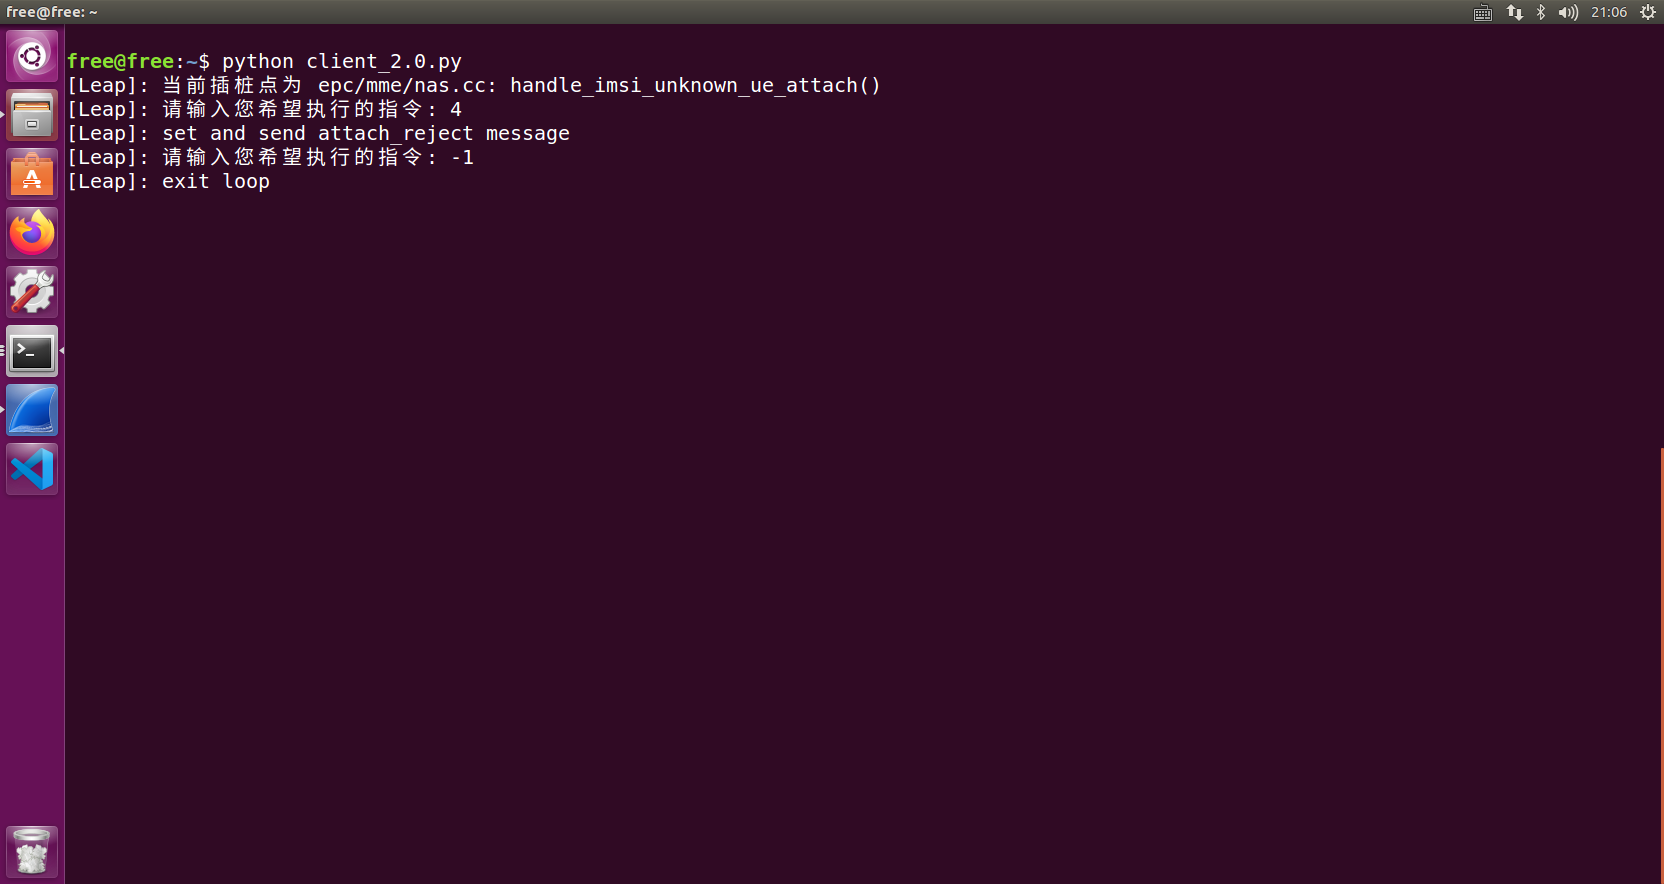 free@free: ~
21:06
free@free:~$ python client_2.0.py
[Leap]: 当前插桩点为 epc/mme/nas.cc: handle_imsi_unknown_ue_attach()
[Leap]: 请输入您希望执行的指令: 4
[Leap]: set and send attach_reject message
[Leap]: 请输入您希望执行的指令: -1
[Leap]: exit loop